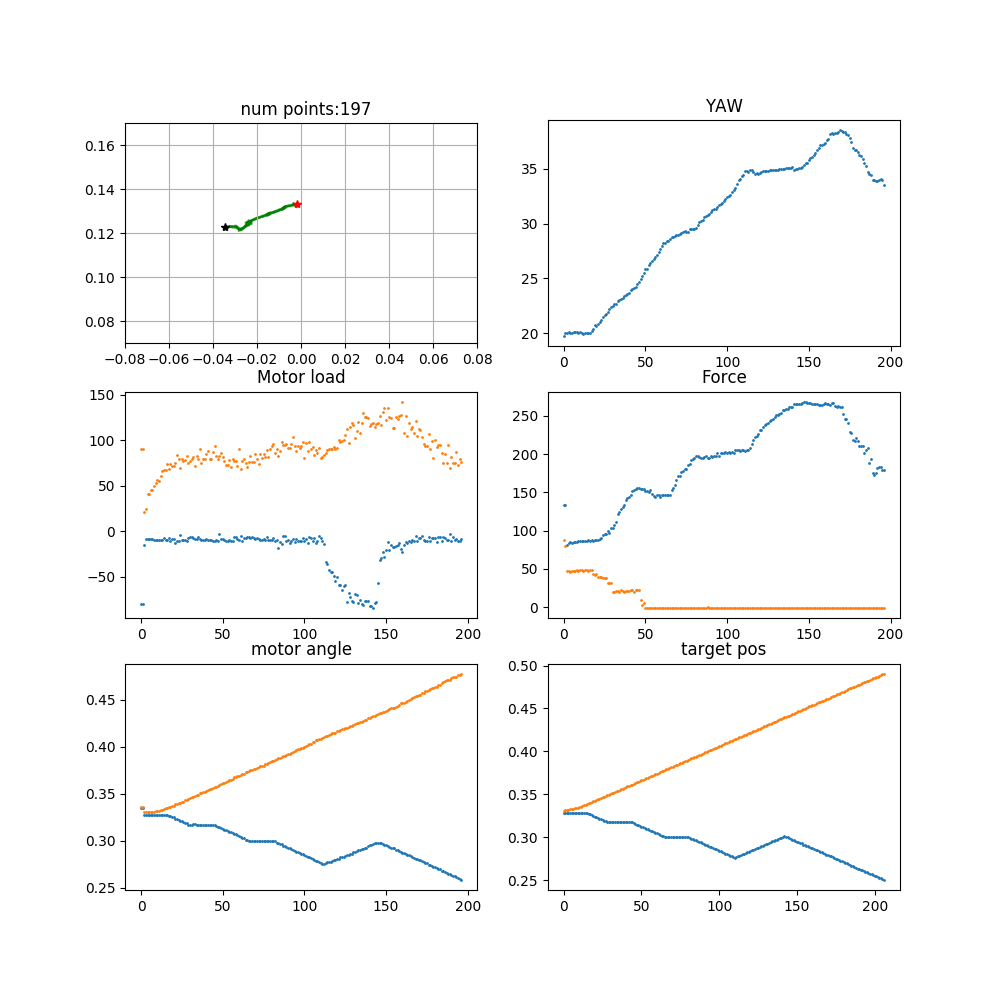 num points:197
0.16
0.14
0.12
0.10
0.08
−0.08 −0.06 −0.04 −0.02 0.00 0.02 0.04 0.06 0.08
YAW
35
30
25
20
0 50 100 150 200
Motor load
150
100
50
0
−50
0 50 100 150 200
Force
250
200
150
100
50
0
0 50 100 150 200
motor angle
0.45
0.40
0.35
0.30
0.25
0 50 100 150 200
target pos
0.50
0.45
0.40
0.35
0.30
0.25
0 50 100 150 200